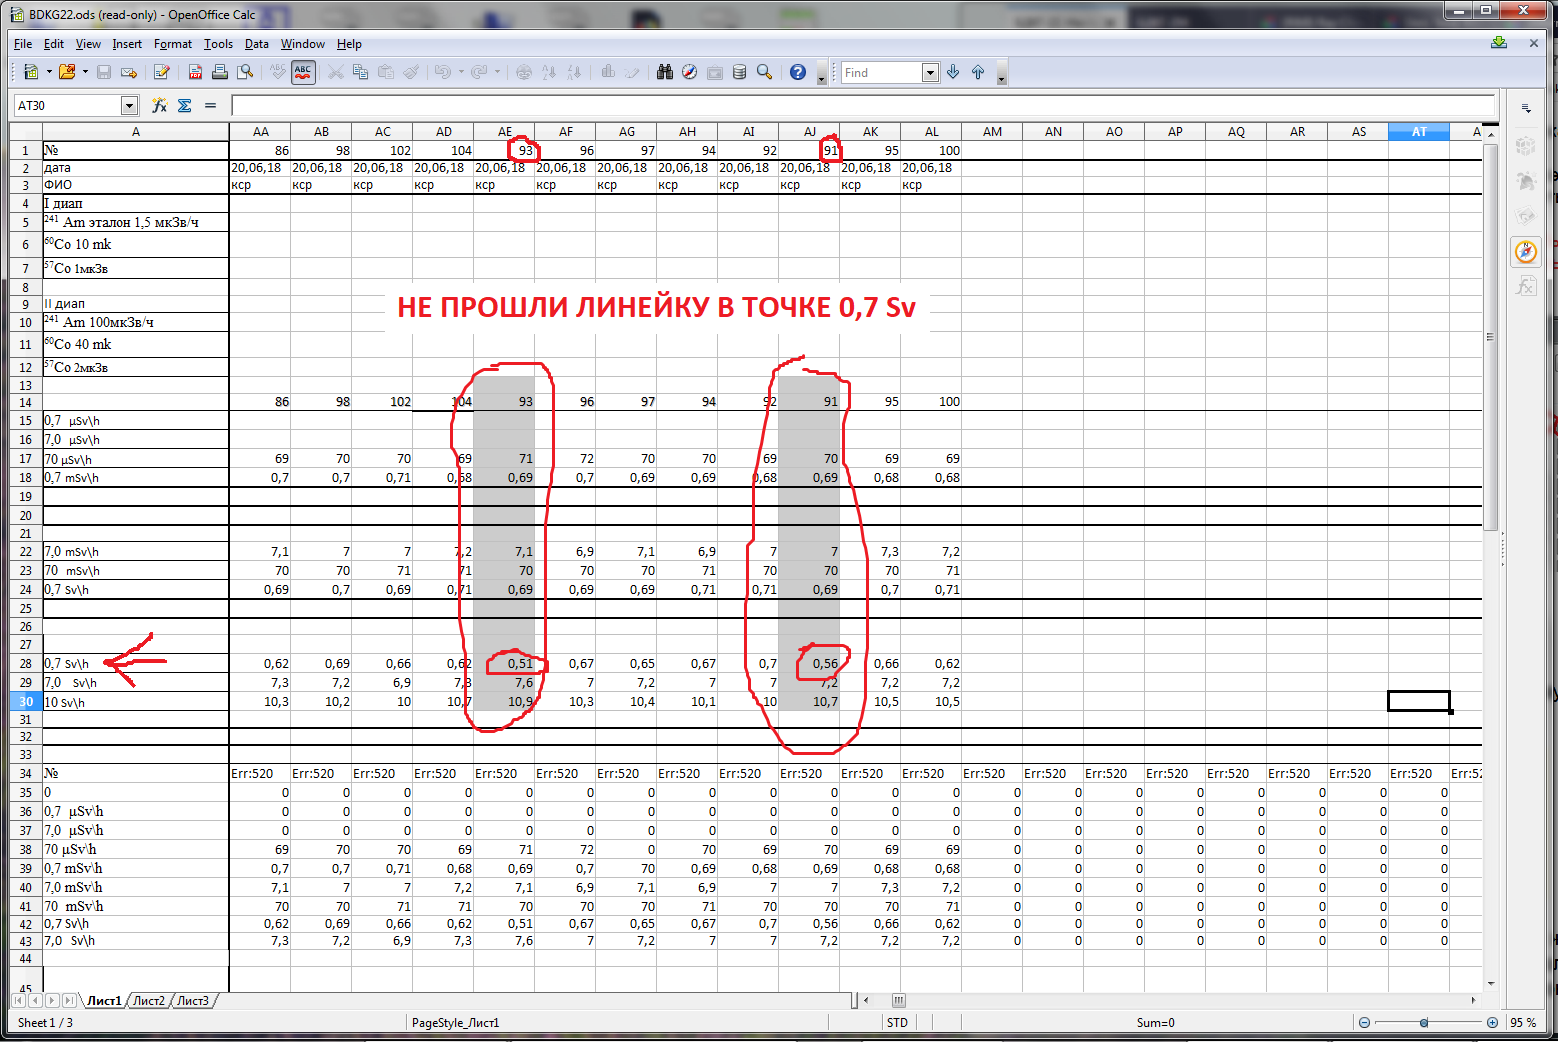 BDKG22.ods (read-only) - OpenOffice Calc
File Edit View Insert Format Tools Data Window Help
Find
AT30
A AA AB AC AD AE AF AG AH AI AJ AK AL AM AN AO AP AQ AR AS AT A
1 № 86 98 102 104 93 96 97 94 92 91 95 100
2 дата 20,06,18 20,06,18 20,06,18 20,06,18 20,06,18 20,06,18 20,06,18 20,06,18 20,06,18 20,06,18 20,06,18 20,06,18
3 ФИО кср кср кср кср кср кср кср кср кср кср кср кср
4 I диап
5 241 Am эталон 1,5 мкЗв/ч
6 60Co 10 mk
7 57Co 1мкЗв
8
9 II диап
НЕ ПРОШЛИ ЛИНЕЙКУ В ТОЧКЕ 0,7 Sv
10 241 Am 100мкЗв/ч
11 60Co 40 mk
12 57Co 2мкЗв
13
14 86 98 102 104 93 96 97 94 92 91 95 100
15 0,7 µSv\h
16 7,0 µSv\h
17 70 µSv\h 69 70 70 69 71 72 70 70 69 70 69 69
18 0,7 mSv\h 0,7 0,7 0,71 0,68 0,69 0,7 0,69 0,69 0,68 0,69 0,68 0,68
19
20
21
22 7,0 mSv\h 7,1 7 7 7,2 7,1 6,9 7,1 6,9 7 7 7,3 7,2
23 70 mSv\h 70 70 71 71 70 70 70 71 70 70 70 71
24 0,7 Sv\h 0,69 0,7 0,69 0,71 0,69 0,69 0,69 0,71 0,71 0,69 0,7 0,71
25
26
27
28 0,7 Sv\h 0,62 0,69 0,66 0,62 0,51 0,67 0,65 0,67 0,7 0,56 0,66 0,62
29 7,0 Sv\h 7,3 7,2 6,9 7,3 7,6 7 7,2 7 7 7,2 7,2 7,2
30 10 Sv\h 10,3 10,2 10 10,7 10,9 10,3 10,4 10,1 10 10,7 10,5 10,5
31
32
33
34 № Err:520 Err:520 Err:520 Err:520 Err:520 Err:520 Err:520 Err:520 Err:520 Err:520 Err:520 Err:520 Err:520 Err:520 Err:520 Err:520 Err:520 Err:520 Err:520 Err:520 Err:52
35 0 0 0 0 0 0 0 0 0 0 0 0 0 0 0 0 0 0 0 0 0
36 0,7 µSv\h 0 0 0 0 0 0 0 0 0 0 0 0 0 0 0 0 0 0 0 0
37 7,0 µSv\h 0 0 0 0 0 0 0 0 0 0 0 0 0 0 0 0 0 0 0 0
38 70 µSv\h 69 70 70 69 71 72 0 70 69 70 69 69 0 0 0 0 0 0 0 0
39 0,7 mSv\h 0,7 0,7 0,71 0,68 0,69 0,7 70 0,69 0,68 0,69 0,68 0,68 0 0 0 0 0 0 0 0
40 7,0 mSv\h 7,1 7 7 7,2 7,1 6,9 7,1 6,9 7 7 7,3 7,2 0 0 0 0 0 0 0 0
41 70 mSv\h 70 70 71 71 70 70 70 71 70 70 70 71 0 0 0 0 0 0 0 0
42 0,7 Sv\h 0,62 0,69 0,66 0,62 0,51 0,67 0,65 0,67 0,7 0,56 0,66 0,62 0 0 0 0 0 0 0 0
43 7,0 Sv\h 7,3 7,2 6,9 7,3 7,6 7 7,2 7 7 7,2 7,2 7,2 0 0 0 0 0 0 0 0
44
45
Лист1 Лист2 Лист3
Sheet 1 / 3 PageStyle_Лист1 STD Sum=0 95 %